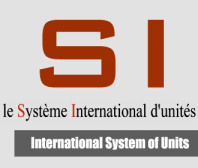 SI
le Système International d'unités
International System of Units